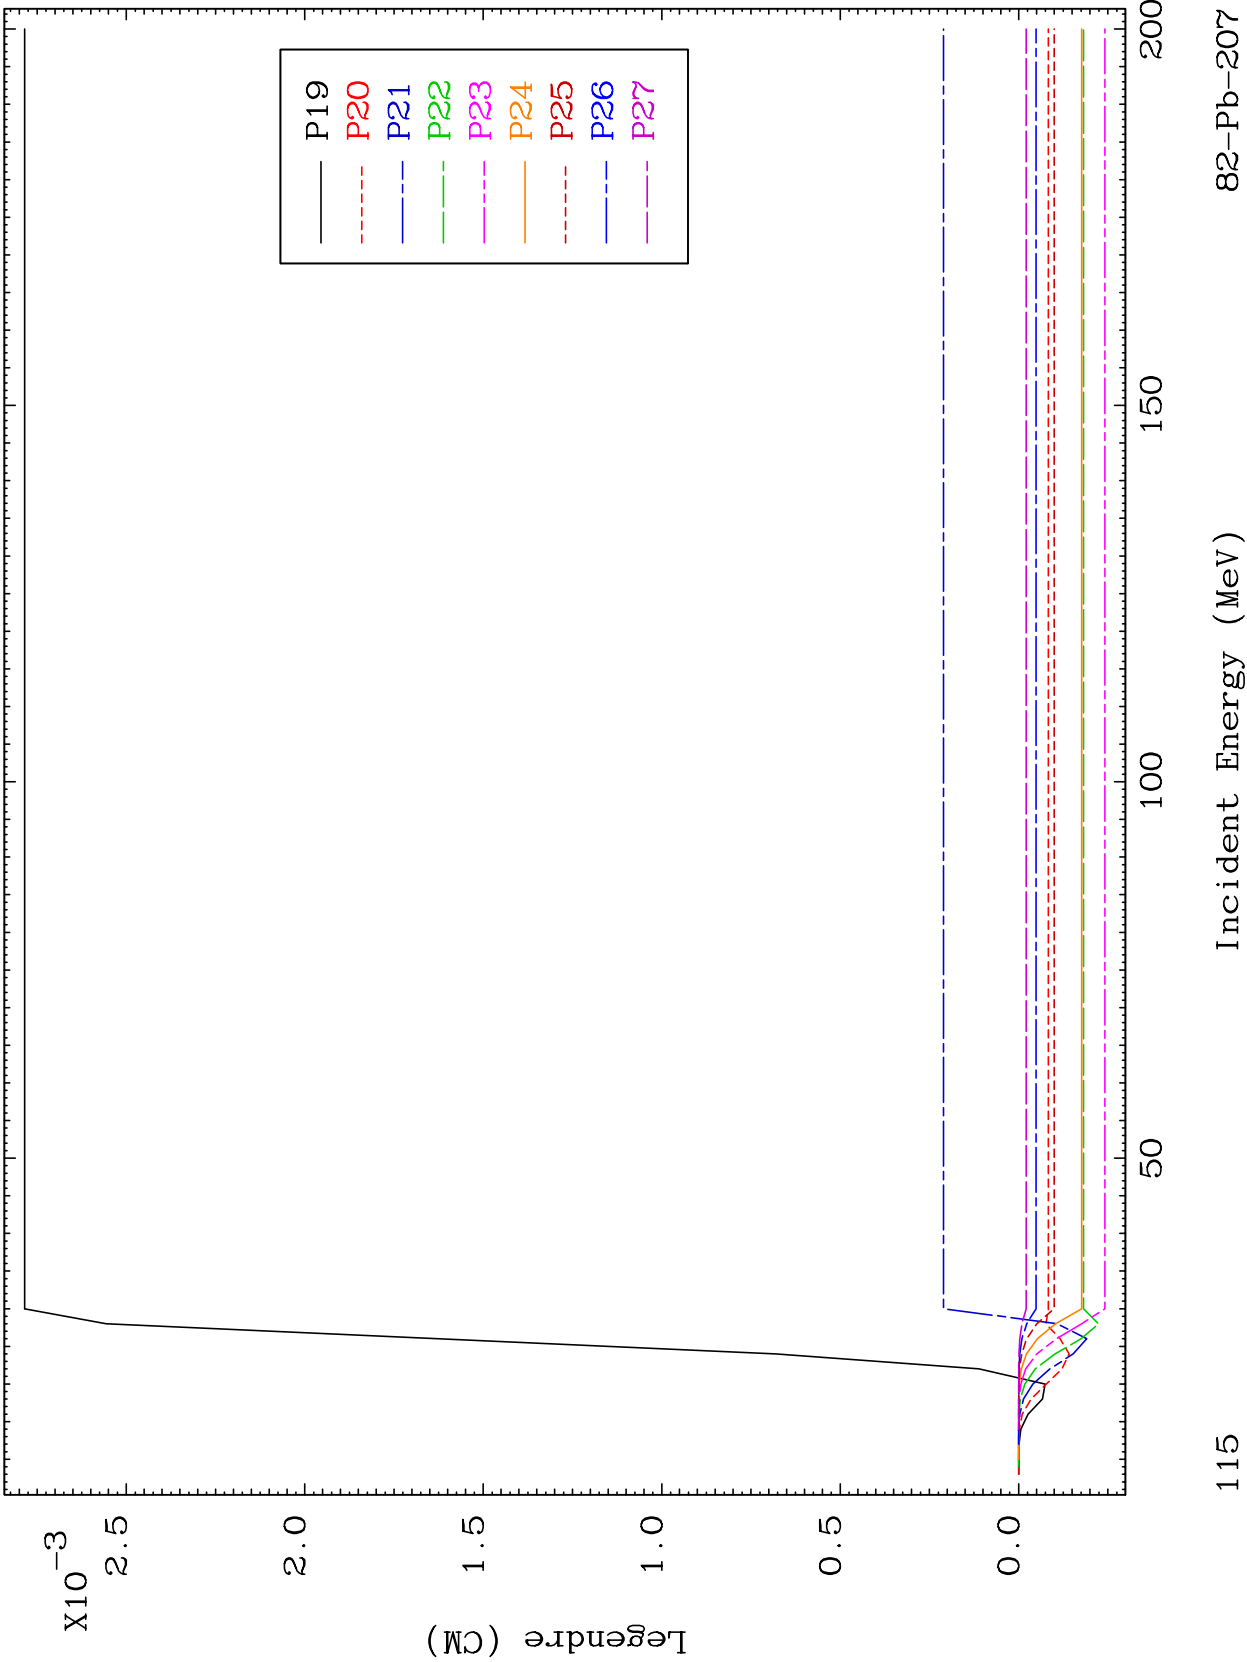 X10-3
2.5
2.0
1.5
1.0
0.5
0.0
Legendre (CM)
P19
P20
P21
P22
P23
P24
P25
P26
P27
50
100
150
200
Incident Energy (MeV)
115
82-Pb-207